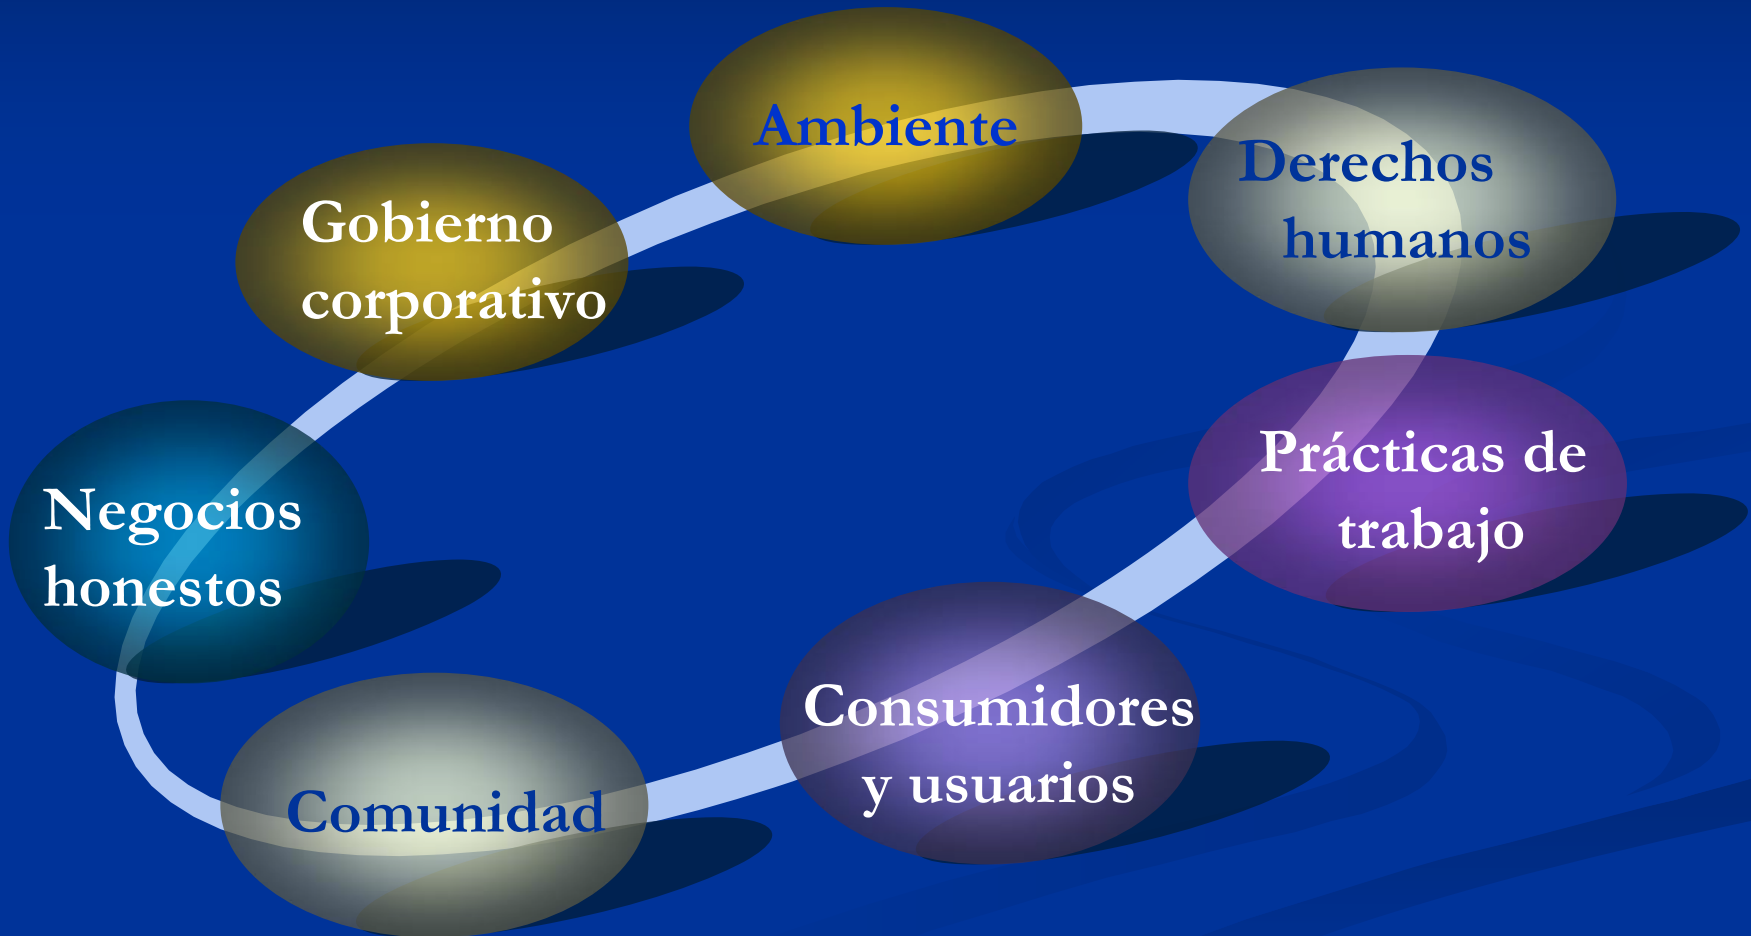 Ambiente
Derechos
humanos
Gobierno
corporativo
Prácticas de
trabajo
Negocios
honestos
Consumidores
y usuarios
Comunidad